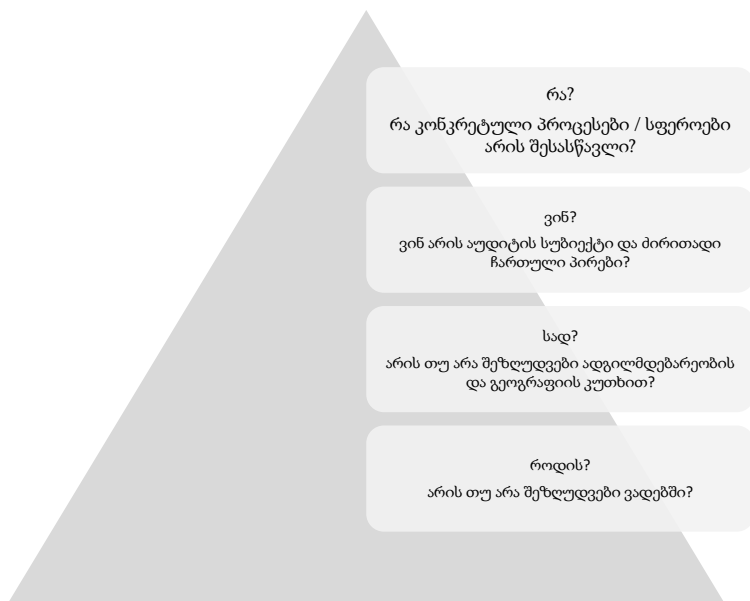 რა?
რა კონკრეტული პროცესები / სფეროები
არის შესასწავლი?
ვინ?
ვინ არის აუდიტის სუბიექტი და ძირითადი
ჩართული პირები?
სად?
არის თუ არა შეზღუდვები ადგილმდებარეობის
და გეოგრაფიის კუთხით?
როდის?
არის თუ არა შეზღუდვები ვადებში?